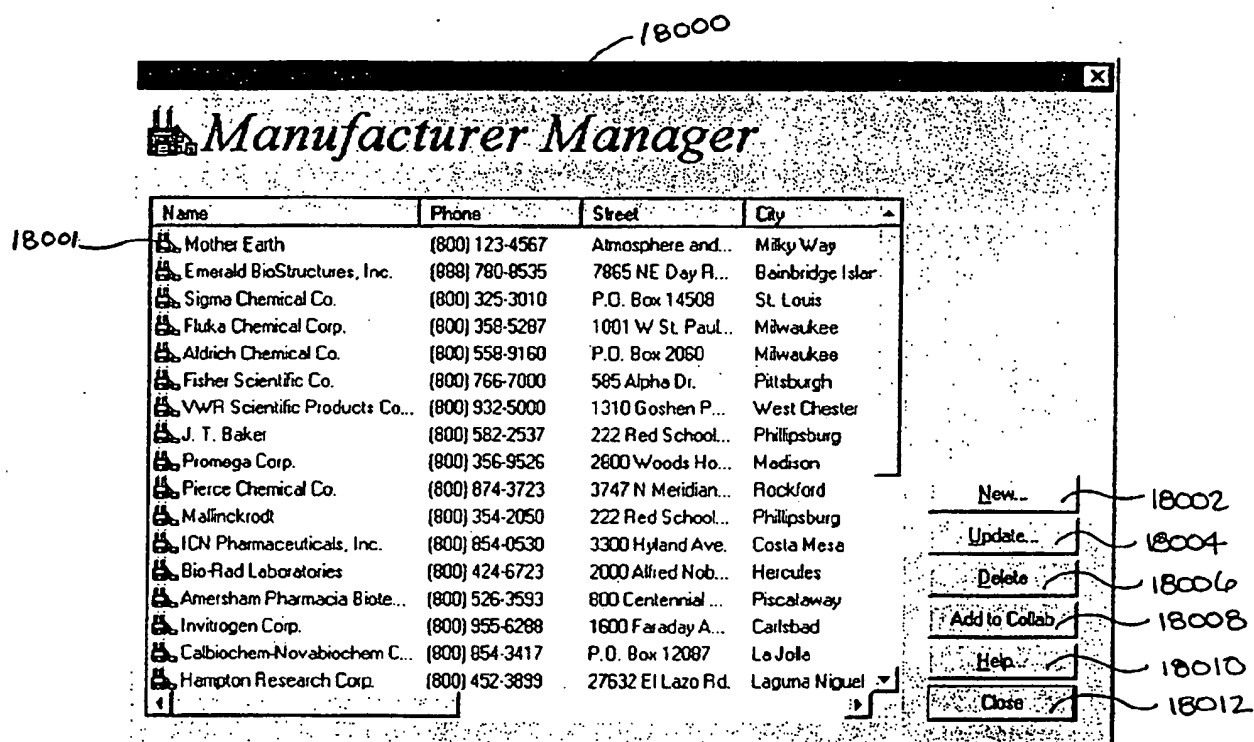 18000
Manufacturer Manager
Name Phone Street City
18001 Mother Earth (800) 123-4567 Atmosphere and... Milky Way
Emerald BioStructures, Inc. (888) 780-8535 7865 NE Day R... Bainbridge Islar
Sigma Chemical Co. (800) 325-3010 P.O. Box 14508 St. Louis
Fluka Chemical Corp. (800) 358-5287 1001 W St. Paul... Milwaukee
Aldrich Chemical Co. (800) 558-9160 P.O. Box 2060 Milwaukee
Fisher Scientific Co. (800) 766-7000 585 Alpha Dr. Pittsburgh
VWR Scientific Products Co... (800) 932-5000 1310 Goshen P... West Chester
J. T. Baker (800) 582-2537 222 Red School... Phillipsburg
Promega Corp. (800) 356-9526 2800 Woods Ho... Madison
Pierce Chemical Co. (800) 874-3723 3747 N Meridian... Rockford
Mallinckrodt (800) 354-2050 222 Red School... Phillipsburg
ICN Pharmaceuticals, Inc. (800) 854-0530 3300 Hyland Ave. Costa Mesa
Bio-Rad Laboratories (800) 424-6723 2000 Alfred Nob... Hercules
Amersham Pharmacia Biote... (800) 526-3593 800 Centennial ... Piscataway
Invitrogen Corp. (800) 955-6288 1600 Faraday A... Carlsbad
Calbiochem-Novabiochem C... (800) 854-3417 P.O. Box 12087 La Jolla
Hampton Research Corp. (800) 452-3899 27632 El Lazo Rd. Laguna Niguel
New... 18002
Update... 18004
Delete 18006
Add to Collab 18008
Help... 18010
Close 18012